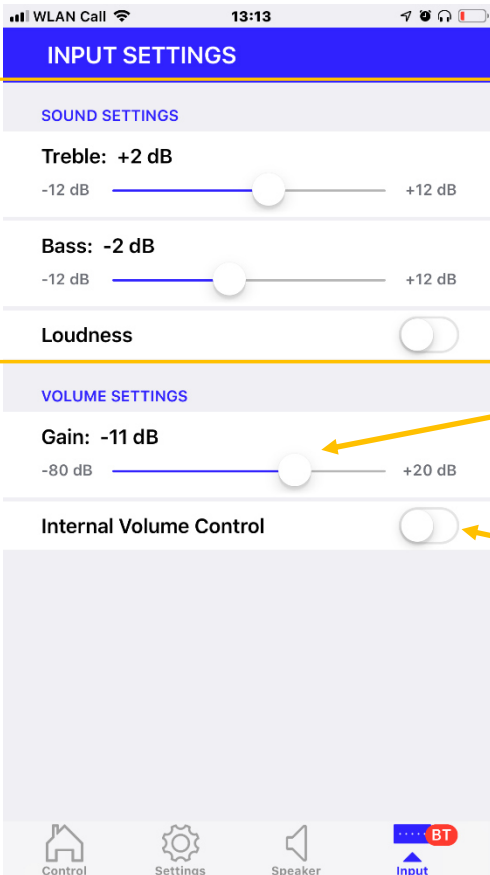 WLAN Call 13:13
INPUT SETTINGS
SOUND SETTINGS
Treble: +2 dB
-12 dB +12 dB
Bass: -2 dB
-12 dB +12 dB
Loudness
VOLUME SETTINGS
Gain: -11 dB
-80 dB +20 dB
Internal Volume Control
BT
Control Settings Speaker Input